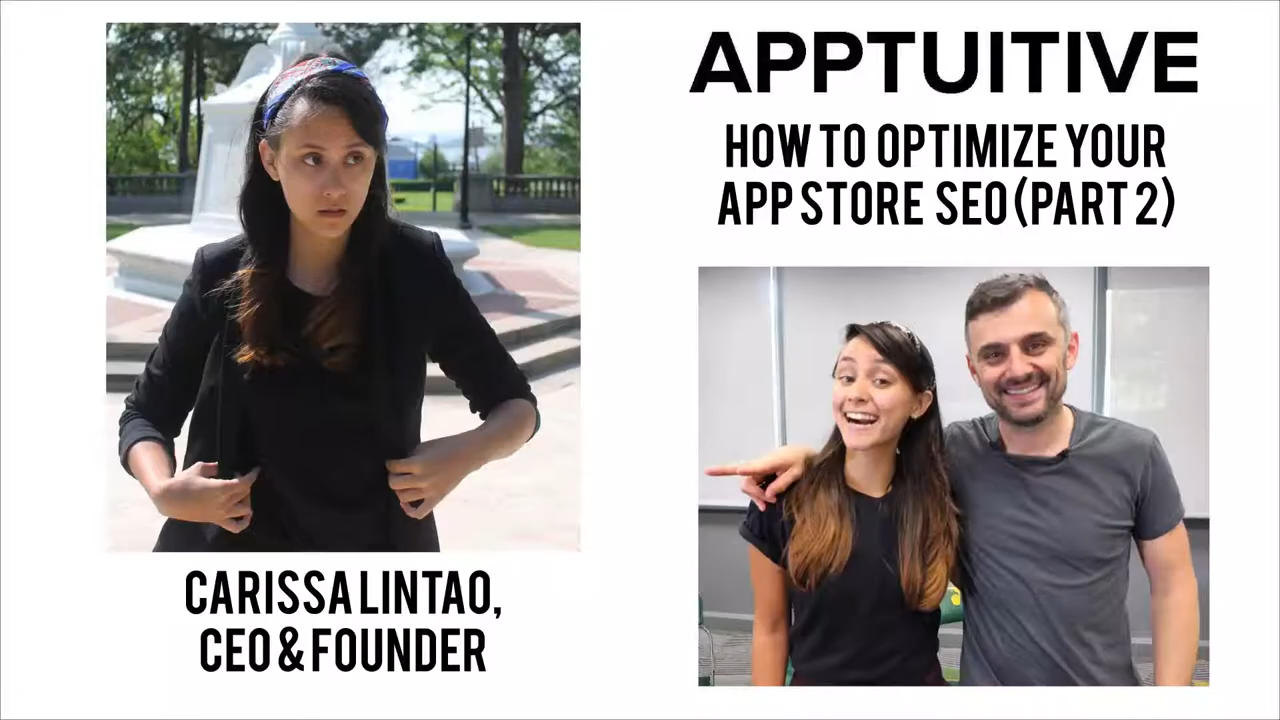 APPTUITIVE
HOW TO OPTIMIZE YOUR
APP STORE SEO (PART 2)
CARISSA LINTAO,
CEO & FOUNDER